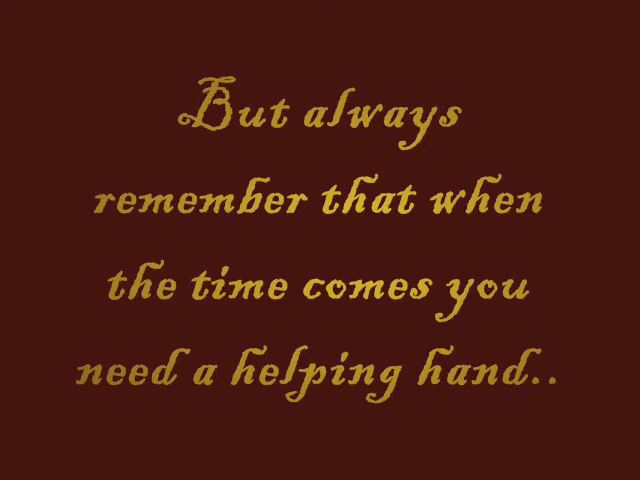 But always
remember that when
the time comes you
need a helping hand..